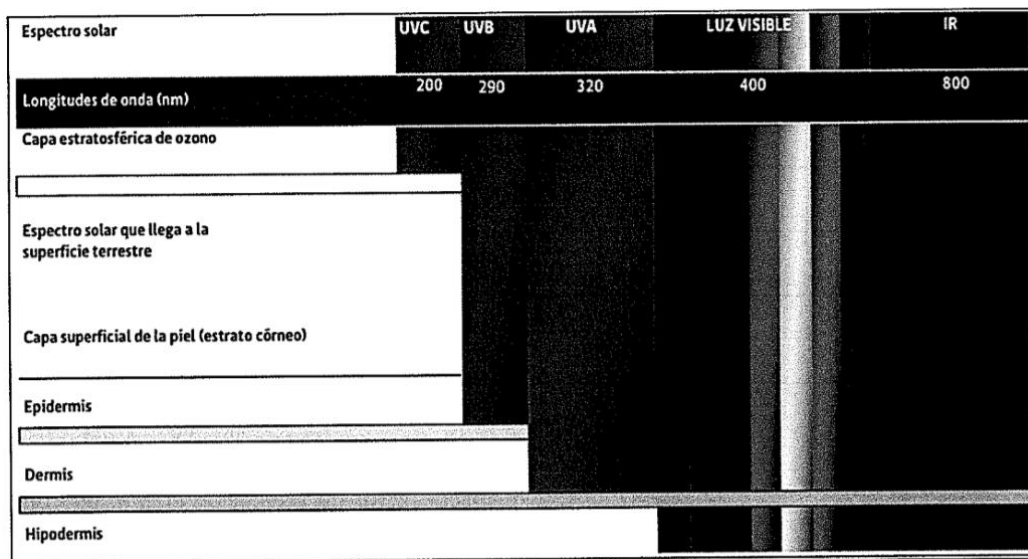 Espectro solar UVC UVB UVA LUZ VISIBLE IR
Longitudes de onda (nm) 200 290 320 400 800
Capa estratosférica de ozono
Espectro solar que llega a la
superficie terrestre
Capa superficial de la piel (estrato córneo)
Epidermis
Dermis
Hipodermis